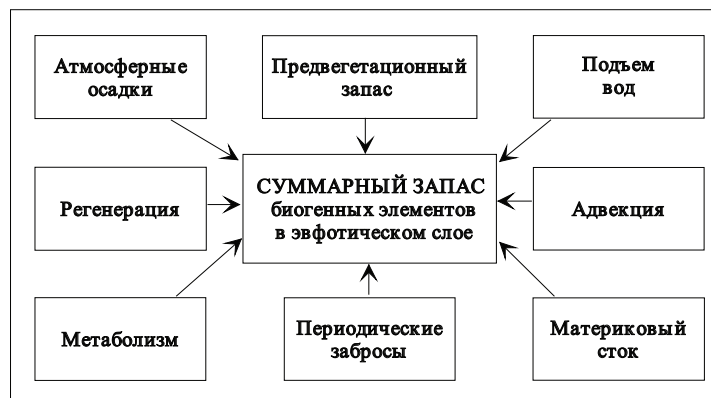 Атмосферные
осадки
Предвегетационный
запас
Подъем
вод
Регенерация
СУММАРНЫЙ ЗАПАС
биогенных элементов
в эвфотическом слое
Адвекция
Метаболизм
Периодические
забросы
Материковый
сток